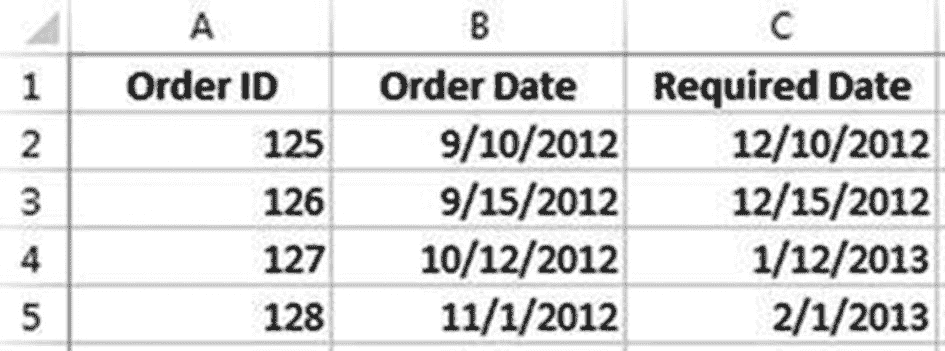 A B C
1 Order ID Order Date Required Date
2 125 9/10/2012 12/10/2012
3 126 9/15/2012 12/15/2012
4 127 10/12/2012 1/12/2013
5 128 11/1/2012 2/1/2013